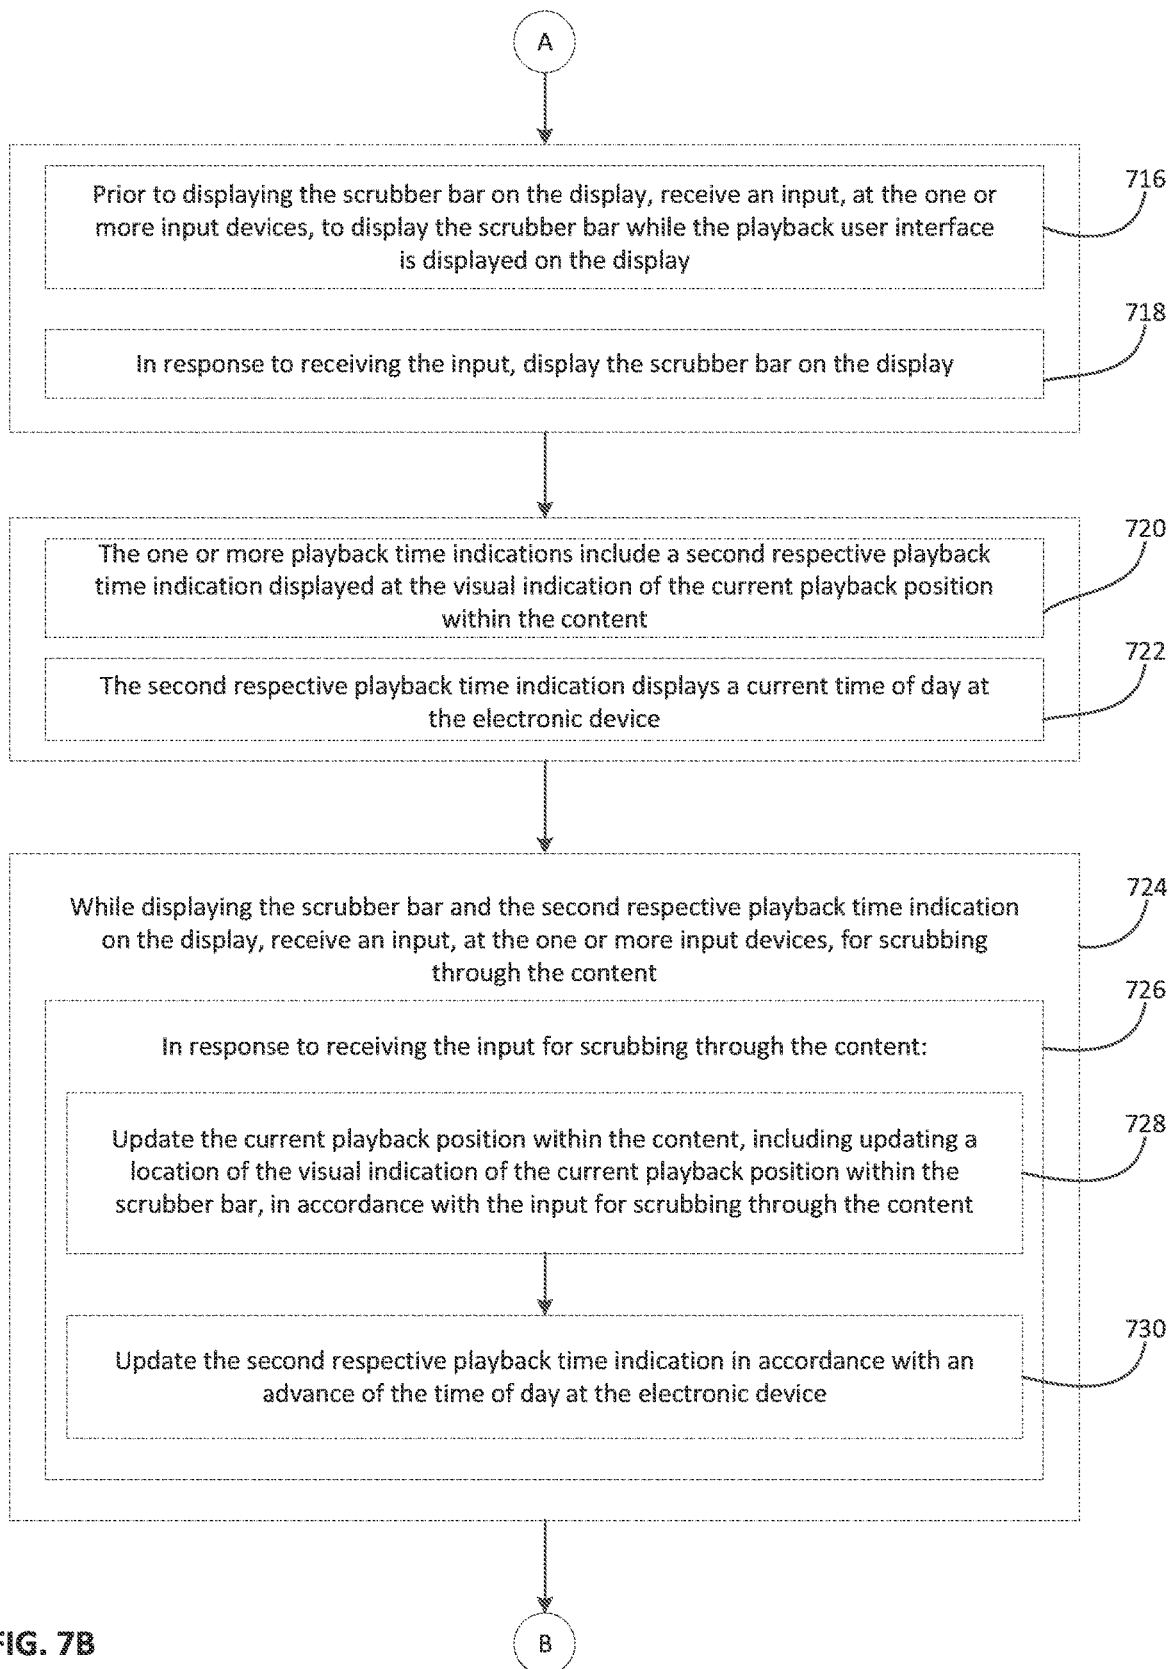 A
Prior to displaying the scrubber bar on the display, receive an input, at the one or
more input devices, to display the scrubber bar while the playback user interface
is displayed on the display
716
In response to receiving the input, display the scrubber bar on the display
718
The one or more playback time indications include a second respective playback
time indication displayed at the visual indication of the current playback position
within the content
720
The second respective playback time indication displays a current time of day at
the electronic device
722
While displaying the scrubber bar and the second respective playback time indication
on the display, receive an input, at the one or more input devices, for scrubbing
through the content
724
In response to receiving the input for scrubbing through the content:
726
Update the current playback position within the content, including updating a
location of the visual indication of the current playback position within the
scrubber bar, in accordance with the input for scrubbing through the content
728
Update the second respective playback time indication in accordance with an
advance of the time of day at the electronic device
730
B
FIG. 7B